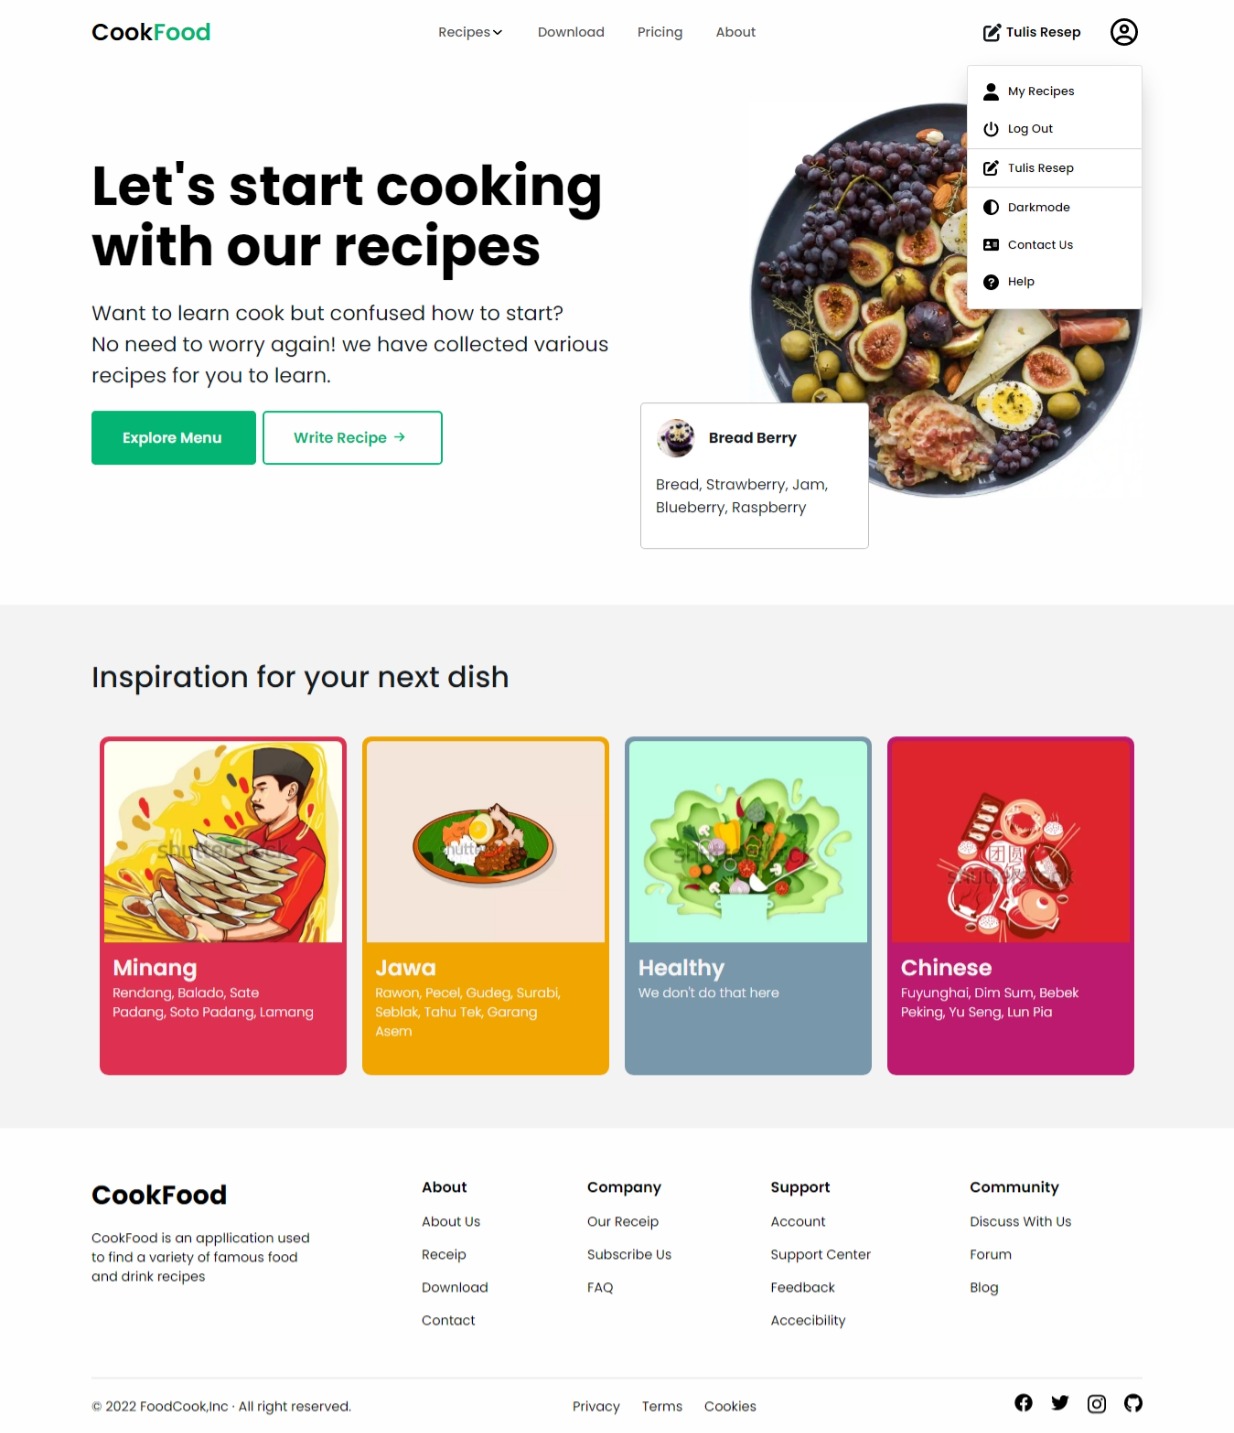 CookFood
Recipes
Download
Pricing
About
Tulis Resep
My Recipes
Log Out
Tulis Resep
Darkmode
Contact Us
Help
Let's start cooking
with our recipes
Want to learn cook but confused how to start?
No need to worry again! we have collected various
recipes for you to learn.
Explore Menu
Write Recipe →
Bread Berry
Bread, Strawberry, Jam,
Blueberry, Raspberry
Inspiration for your next dish
shutterstock
Minang
Rendang, Balado, Sate
Padang, Soto Padang, Lamang
Jawa
Rawon, Pecel, Gudeg, Surabi,
Seblak, Tahu Tek, Garang
Asem
shutterstock
Healthy
We don't do that here
团圆
shutterstock
Chinese
Fuyunghai, Dim Sum, Bebek
Peking, Yu Seng, Lun Pia
CookFood
CookFood is an appllication used
to find a variety of famous food
and drink recipes
About
About Us
Receip
Download
Contact
Company
Our Receip
Subscribe Us
FAQ
Support
Account
Support Center
Feedback
Accecibility
Community
Discuss With Us
Forum
Blog
© 2022 FoodCook,Inc · All right reserved.
Privacy
Terms
Cookies